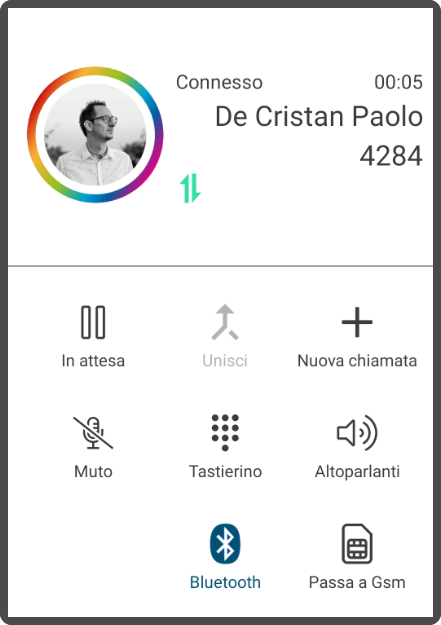 Connesso 00:05
De Cristan Paolo
4284
In attesa Unisci Nuova chiamata
Muto Tastierino Altoparlanti
Bluetooth Passa a Gsm